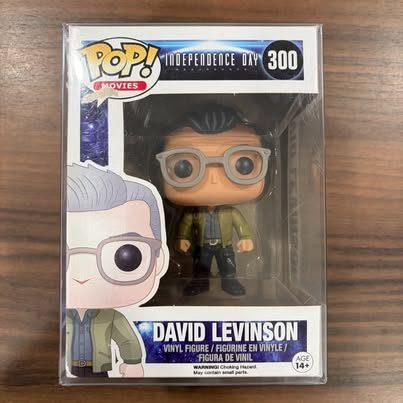 POP!
MOVIES
INDEPENDENCE DAY
300
DAVID LEVINSON
VINYL FIGURE / FIGURINE EN VINYLE /
FIGURA DE VINIL
WARNING! Choking Hazard.
May contain small parts.
AGE
14+